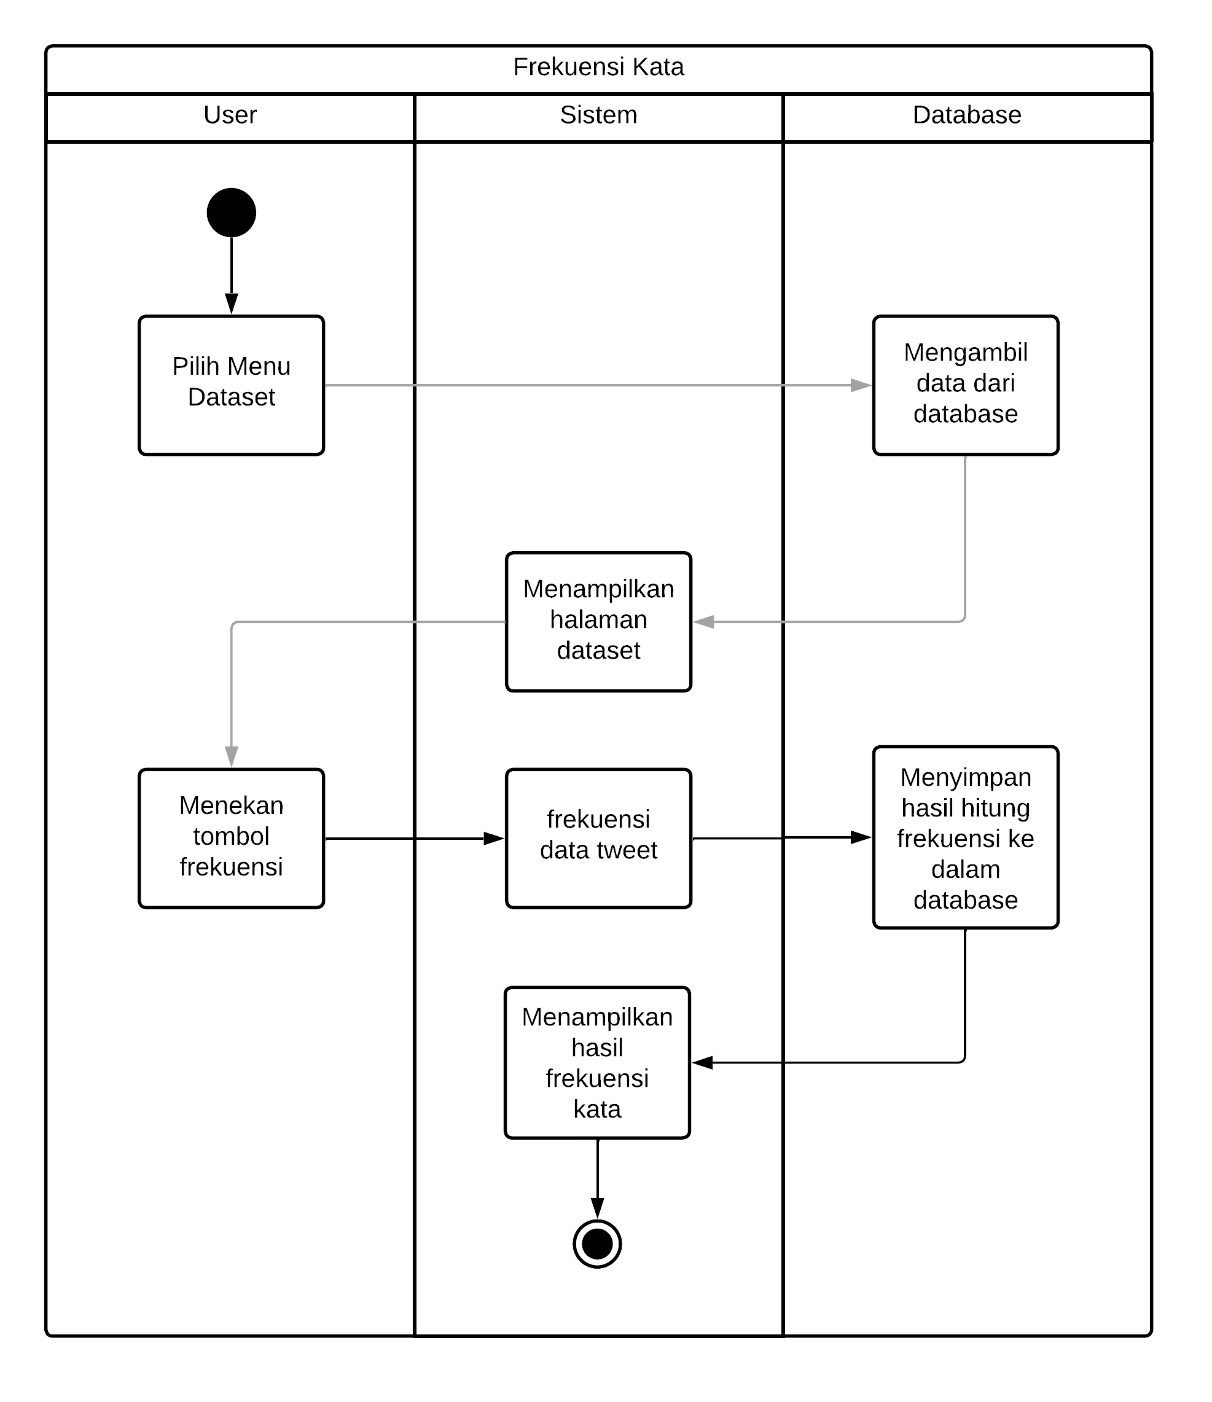 Frekuensi Kata
User
Sistem
Database
Pilih Menu
Dataset
Mengambil
data dari
database
Menampilkan
halaman
dataset
Menekan
tombol
frekuensi
frekuensi
data tweet
Menyimpan
hasil hitung
frekuensi ke
dalam
database
Menampilkan
hasil
frekuensi
kata